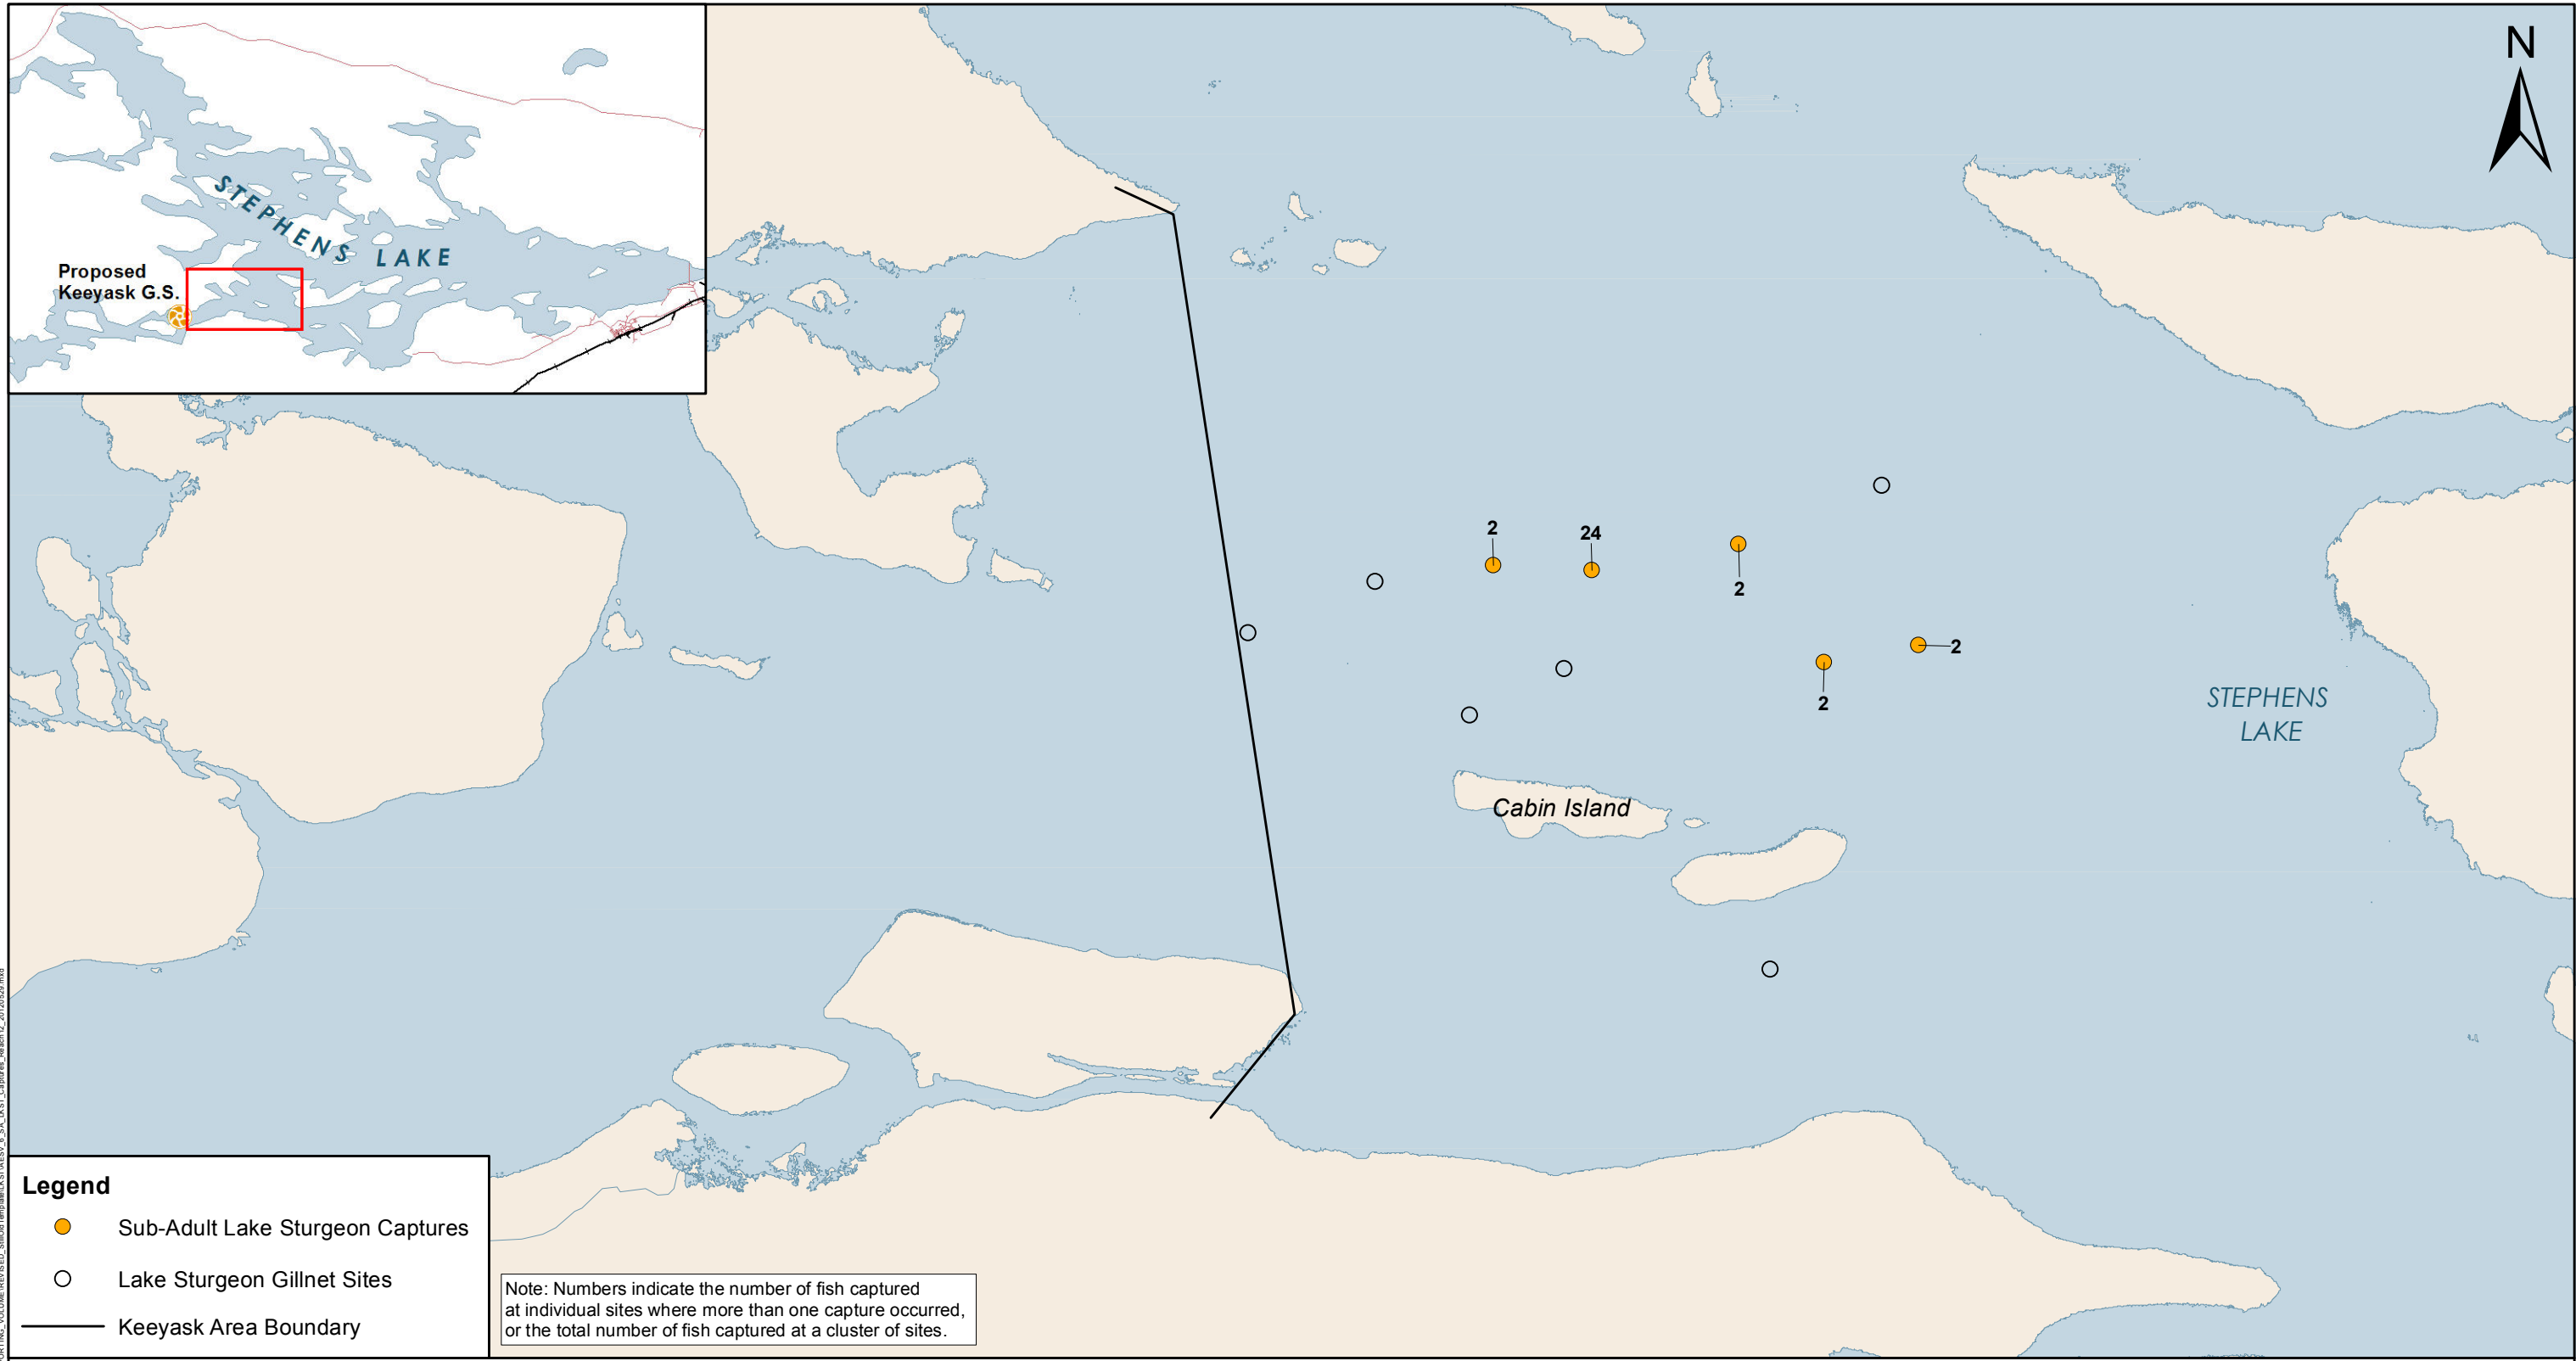 N
STEPHENS LAKE
Proposed
Keeyask G.S.
2
24
2
2
2
STEPHENS
LAKE
Cabin Island
Legend
Sub-Adult Lake Sturgeon Captures
Lake Sturgeon Gillnet Sites
Keeyask Area Boundary
Note: Numbers indicate the number of fish captured
at individual sites where more than one capture occurred,
or the total number of fish captured at a cluster of sites.